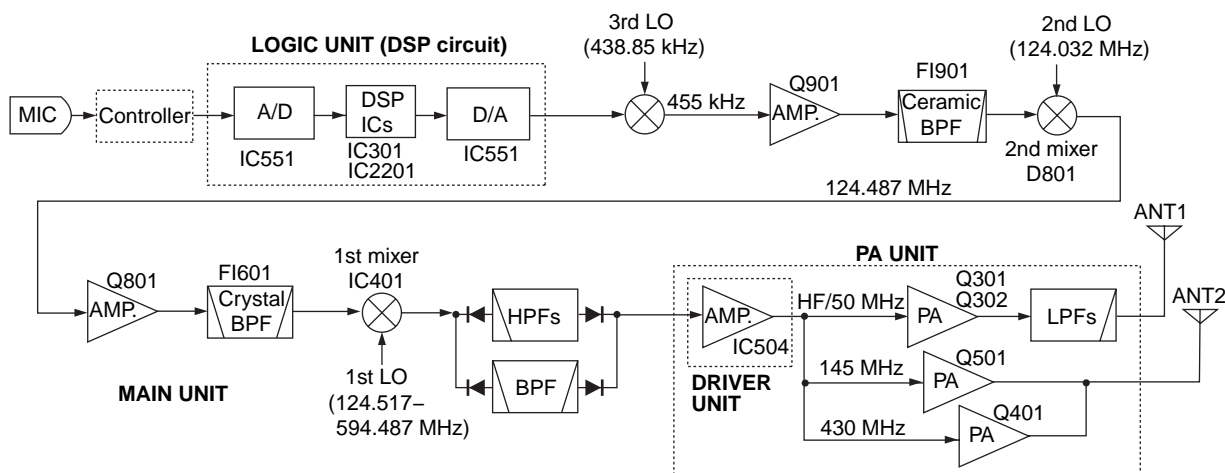 LOGIC UNIT (DSP circuit)
3rd LO
(438.85 kHz)
2nd LO
(124.032 MHz)
MIC
Controller
A/D
IC551
DSP
ICs
IC301
IC2201
D/A
IC551
455 kHz
Q901
AMP.
FI901
Ceramic
BPF
2nd mixer
D801
124.487 MHz
Q801
AMP.
FI601
Crystal
BPF
1st mixer
IC401
1st LO
(124.517–
594.487 MHz)
MAIN UNIT
HPFs
BPF
PA UNIT
AMP.
IC504
DRIVER
UNIT
HF/50 MHz
Q301
Q302
PA
LPFs
ANT1
ANT2
145 MHz
Q501
PA
430 MHz
Q401
PA